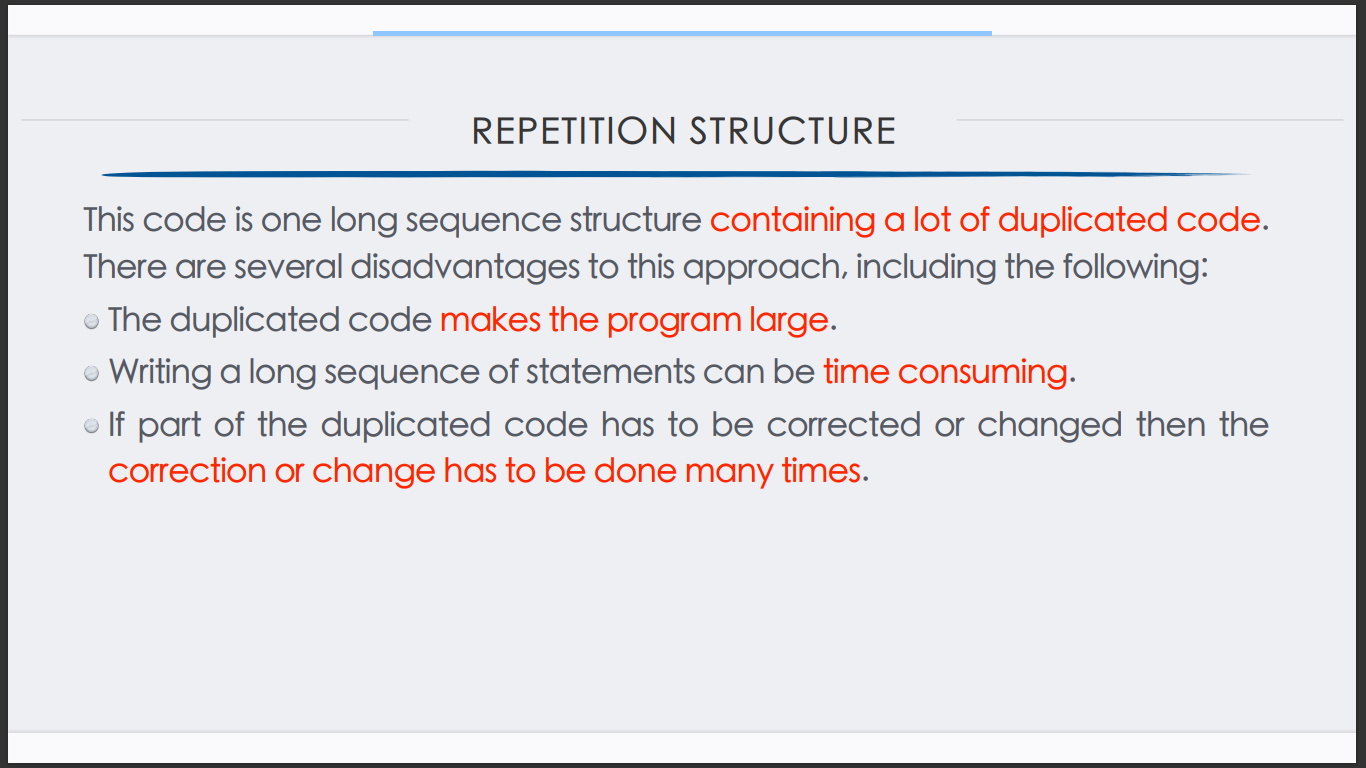 REPETITION STRUCTURE
This code is one long sequence structure containing a lot of duplicated code.
There are several disadvantages to this approach, including the following:
The duplicated code makes the program large.
Writing a long sequence of statements can be time consuming.
If part of the duplicated code has to be corrected or changed then the
correction or change has to be done many times.